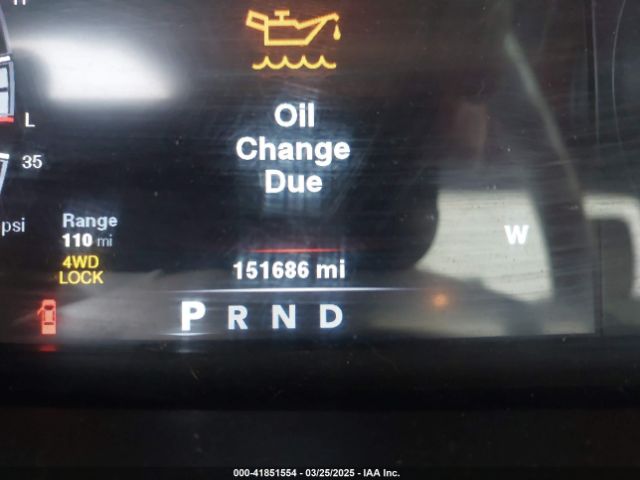 H
L
35
psi
Oil
Change
Due
Range
110 mi
4WD
LOCK
151686 mi
W
P R N D
000-41851554 - 03/25/2025 - IAA Inc.